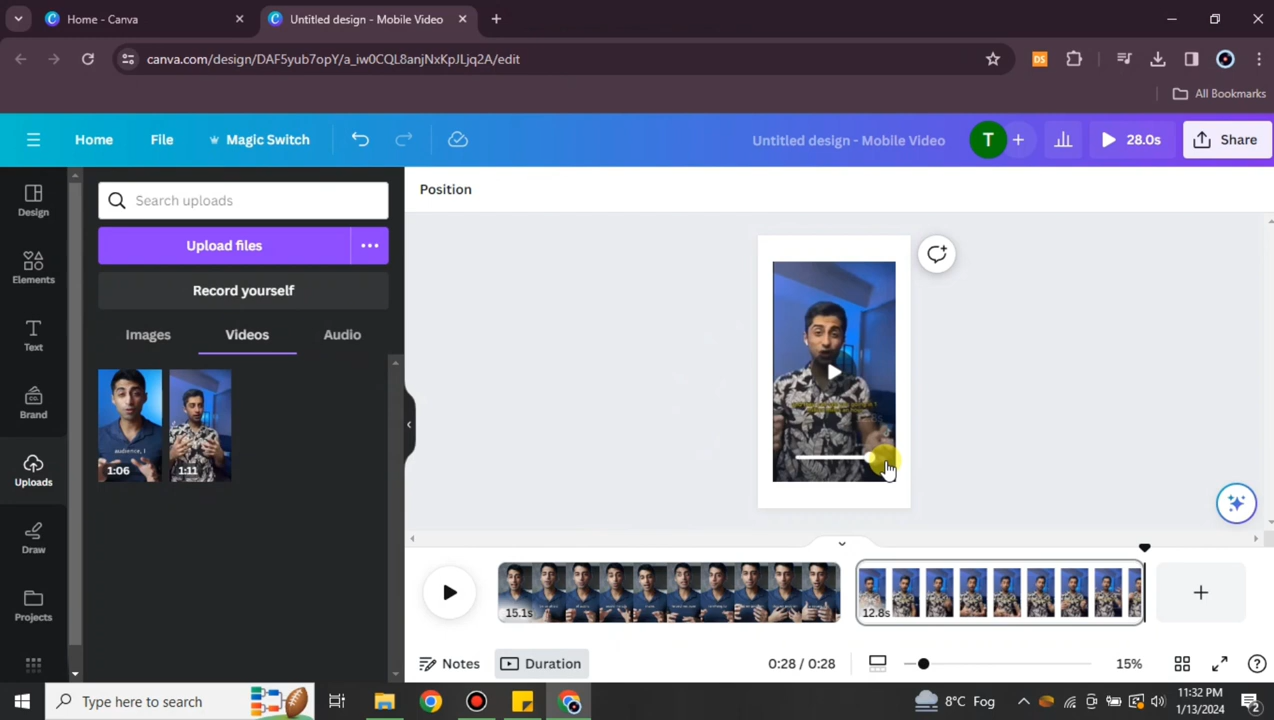 Home - Canva
Untitled design - Mobile Video
canva.com/design/DAF5yub7opY/a_iw0CQL8anjNxKpJLjq2A/edit
DS
All Bookmarks
Home File Magic Switch
Untitled design - Mobile Video
T
28.0s
Share
Design
Elements
Text
Brand
Uploads
Draw
Projects
Search uploads
Upload files
Record yourself
Images Videos Audio
audience, I
1:06
1:11
Position
15.1s
12.8s
Notes
Duration
0:28 / 0:28
15%
Type here to search
8°C Fog
11:32 PM
1/13/2024
2